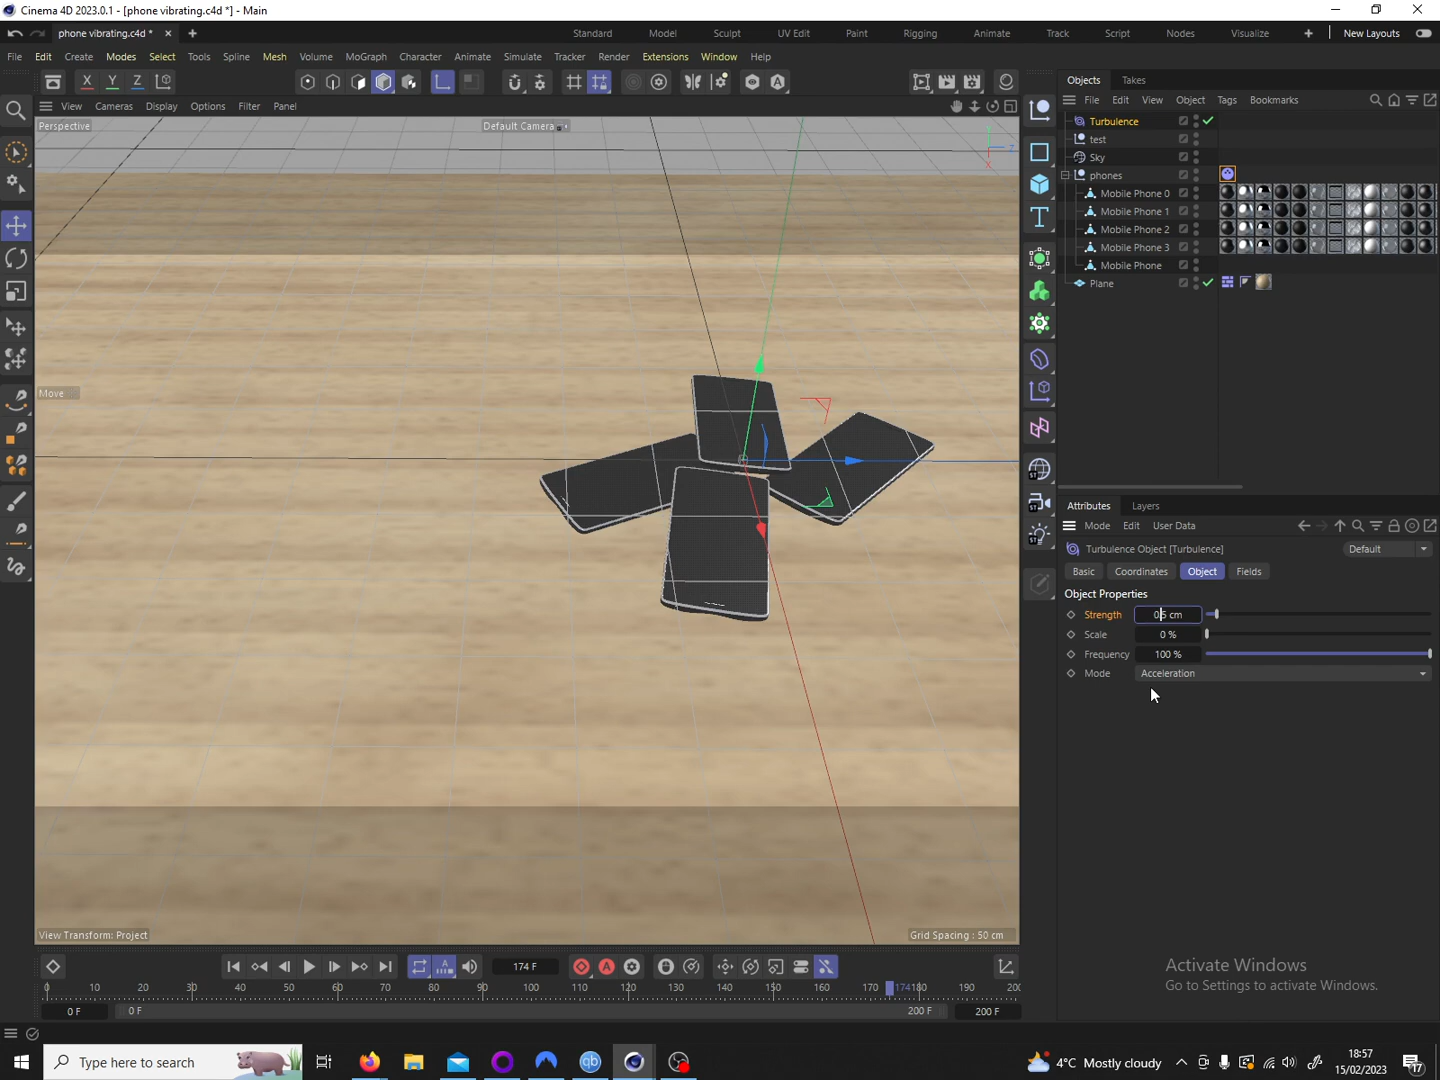 Cinema 4D 2023.0.1 - [phone vibrating.c4d *] - Main
phone vibrating.c4d *
Standard Model Sculpt UV Edit Paint Rigging Animate Track Script Nodes Visualize New Layouts
File Edit Create Modes Select Tools Spline Mesh Volume MoGraph Character Animate Simulate Tracker Render Extensions Window Help
X Y Z
Objects Takes
View Cameras Display Options Filter Panel
File Edit View Object Tags Bookmarks
Perspective
Default Camera
Turbulence
test
Sky
phones
Mobile Phone 0
Mobile Phone 1
Mobile Phone 2
Mobile Phone 3
Mobile Phone
Plane
Move
Attributes Layers
Mode Edit User Data
Turbulence Object [Turbulence]
Default
Basic Coordinates Object Fields
Object Properties
Strength 0.5 cm
Scale 0 %
Frequency 100 %
Mode Acceleration
View Transform: Project
Grid Spacing : 50 cm
174 F
0 10 20 30 40 50 60 70 80 90 100 110 120 130 140 150 160 170 174 180 190 200
0 F 0 F 200 F 200 F
Activate Windows
Go to Settings to activate Windows.
Type here to search
4°C Mostly cloudy
18:57
15/02/2023
17